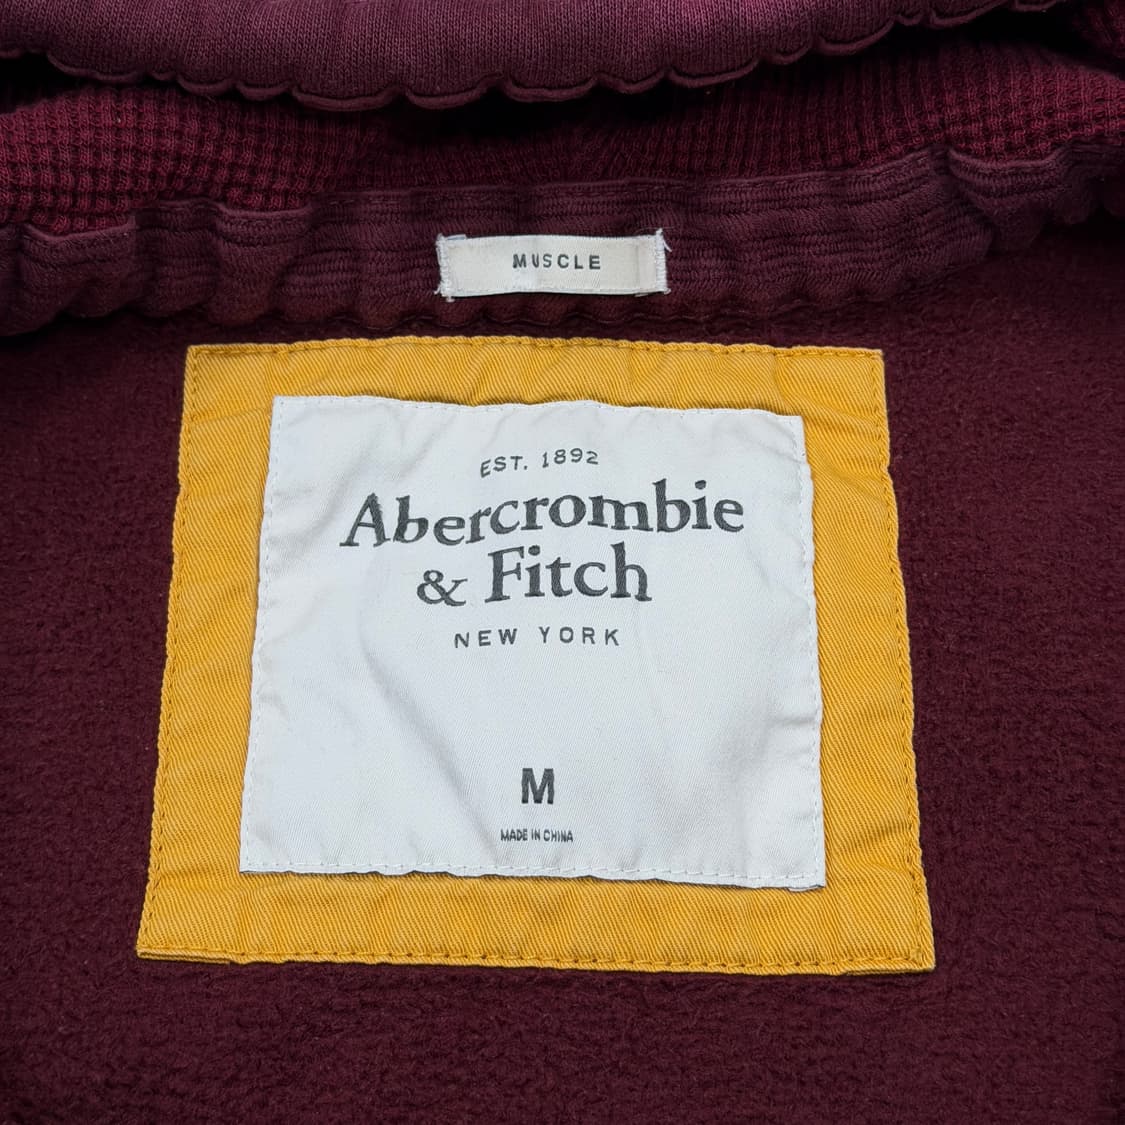 MUSCLE
EST. 1892
Abercrombie
& Fitch
NEW YORK
M
MADE IN CHINA